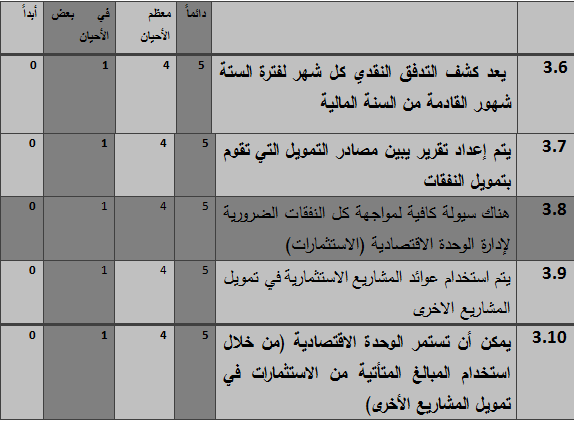 دائماً معظم الأحيان في بعض الأحيان أبداً
3.6 يعد كشف التدفق النقدي كل شهر لفترة الستة 5 4 1 0
شهور القادمة من السنة المالية
3.7 يتم إعداد تقرير يبين مصادر التمويل التي تقوم 5 4 1 0
بتمويل النفقات
3.8 هناك سيولة كافية لمواجهة كل النفقات الضرورية 5 4 1 0
لإدارة الوحدة الاقتصادية (الاستثمارات)
3.9 يتم استخدام عوائد المشاريع الاستثمارية في تمويل 5 4 1 0
المشاريع الاخرى
3.10 يمكن أن تستمر الوحدة الاقتصادية (من خلال 5 4 1 0
استخدام المبالغ المتأتية من الاستثمارات في
تمويل المشاريع الأخرى)